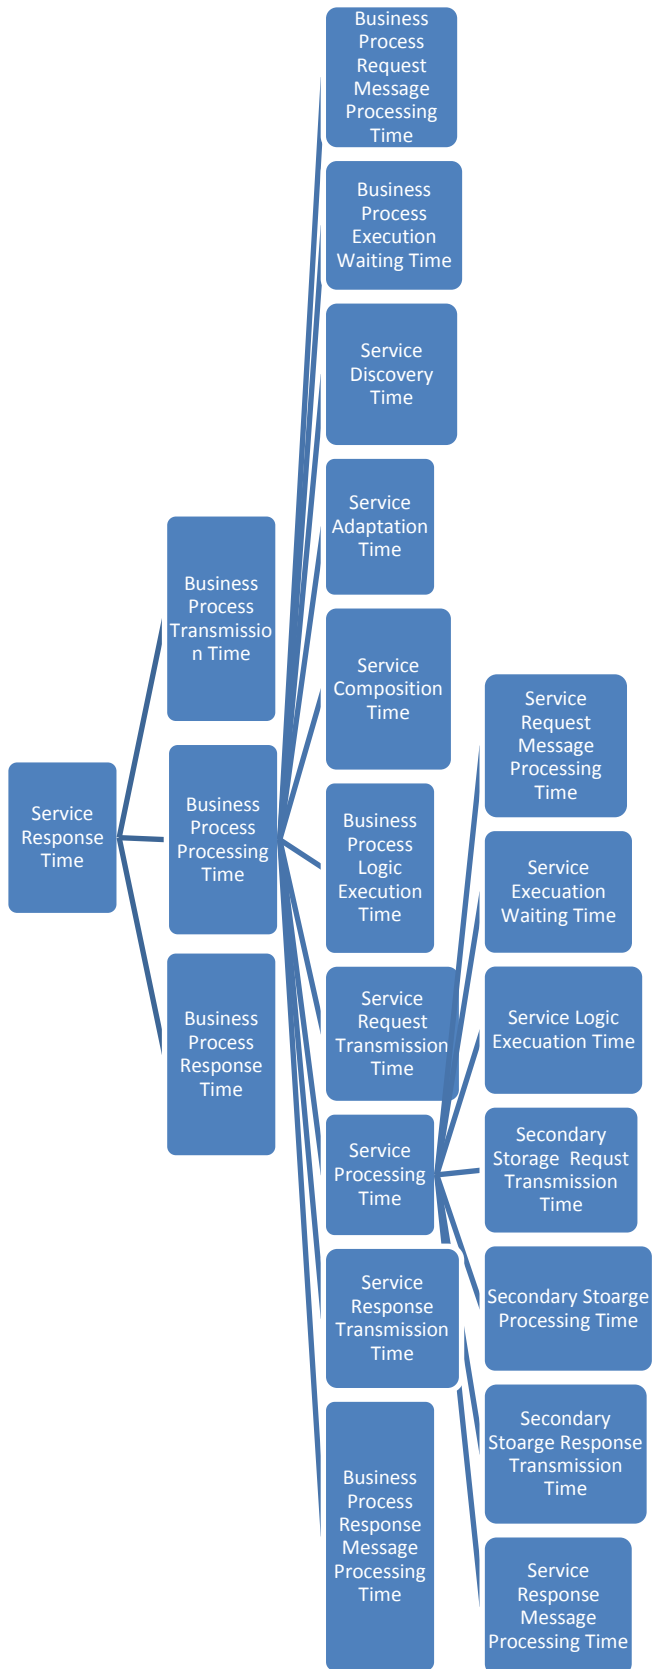 Service
Response
Time
Business
Process
Transmissio
n Time
Business
Process
Processing
Time
Business
Process
Response
Time
Business
Process
Request
Message
Processing
Time
Business
Process
Execution
Waiting Time
Service
Discovery
Time
Service
Adaptation
Time
Service
Composition
Time
Business
Process
Logic
Execution
Time
Service
Request
Transmission
Time
Service
Processing
Time
Service
Response
Transmission
Time
Business
Process
Response
Message
Processing
Time
Service
Request
Message
Processing
Time
Service
Execuation
Waiting Time
Service Logic
Execuation Time
Secondary
Storage Requst
Transmission
Time
Secondary Stoarge
Processing Time
Secondary
Stoarge Response
Transmission
Time
Service
Response
Message
Processing Time